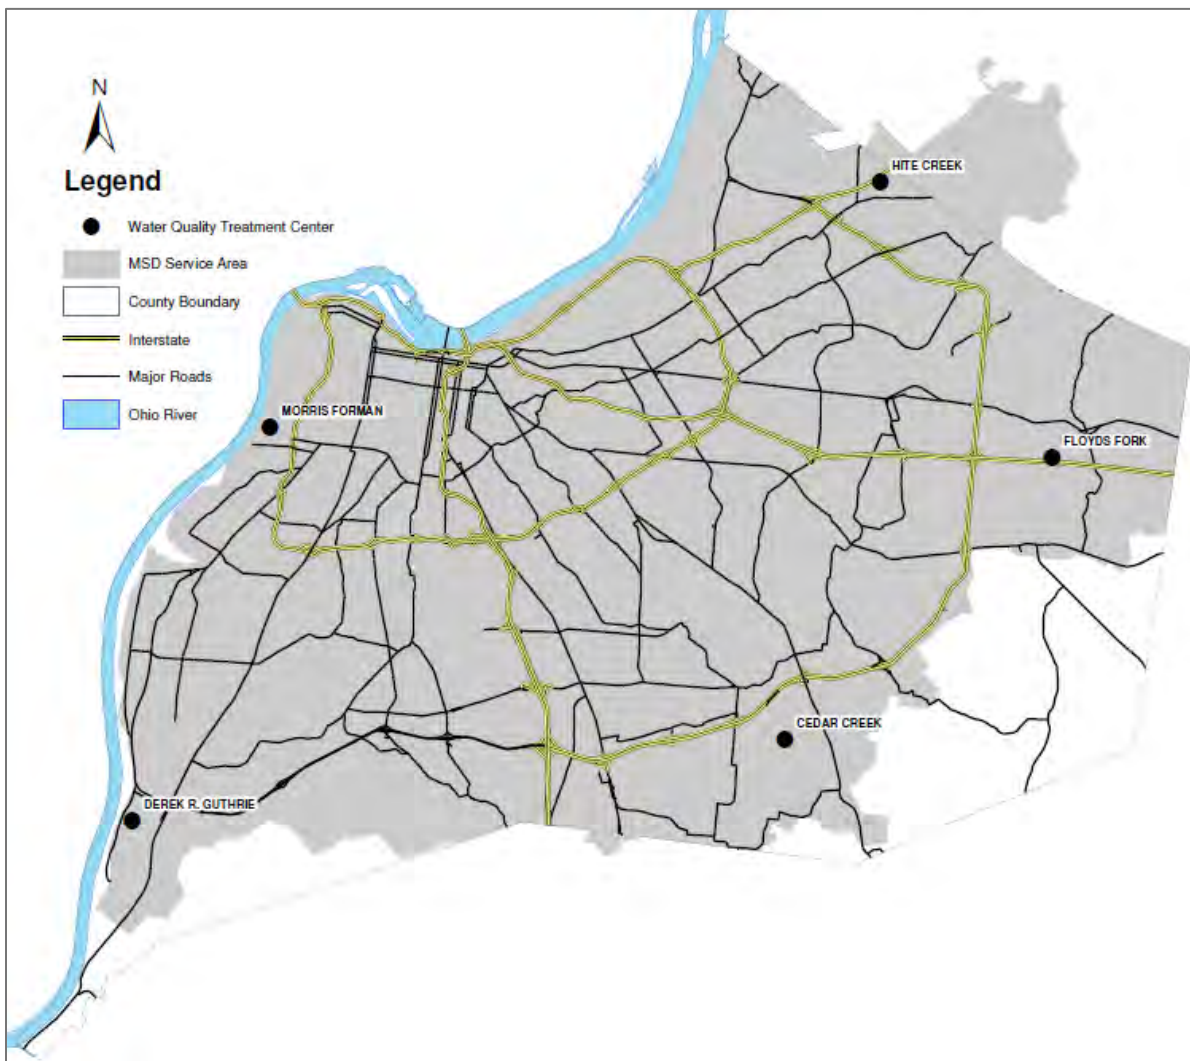 N
Legend
Water Quality Treatment Center
MSD Service Area
County Boundary
Interstate
Major Roads
Ohio River
HITE CREEK
MORRIS FORMAN
FLOYDS FORK
CEDAR CREEK
DEREK R. GUTHRIE